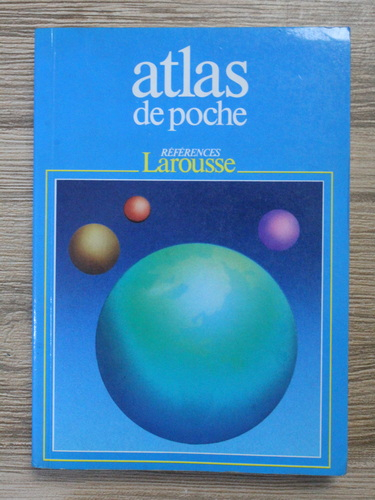 atlas
de poche
RÉFÉRENCES
Larousse